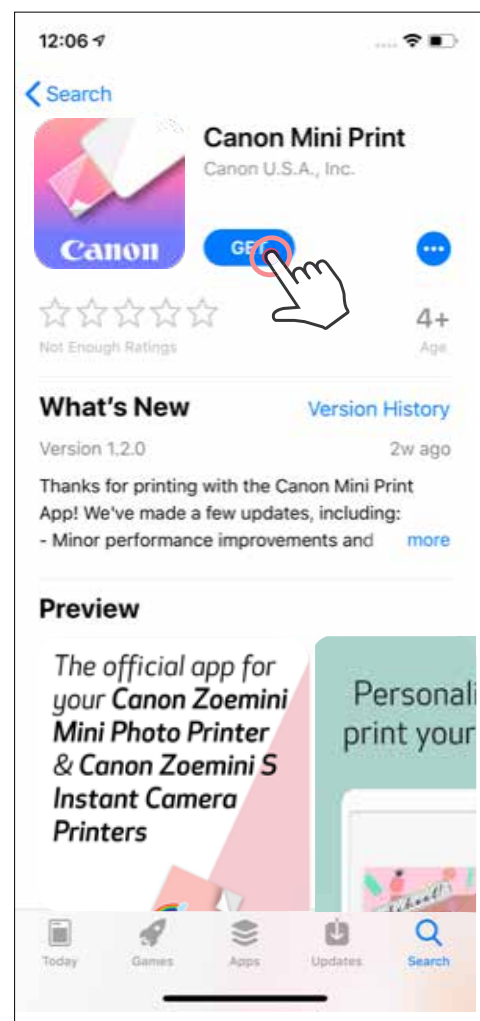 12:06
Search
Canon Mini Print
Canon U.S.A., Inc.
Canon
GET
4+
Not Enough Ratings
Age
What's New
Version History
Version 1.2.0
2w ago
Thanks for printing with the Canon Mini Print
App! We've made a few updates, including:
- Minor performance improvements and more
Preview
The official app for
your Canon Zoemini
Mini Photo Printer
& Canon Zoemini S
Instant Camera
Printers
Personali
print your
Today
Games
Apps
Updates
Search